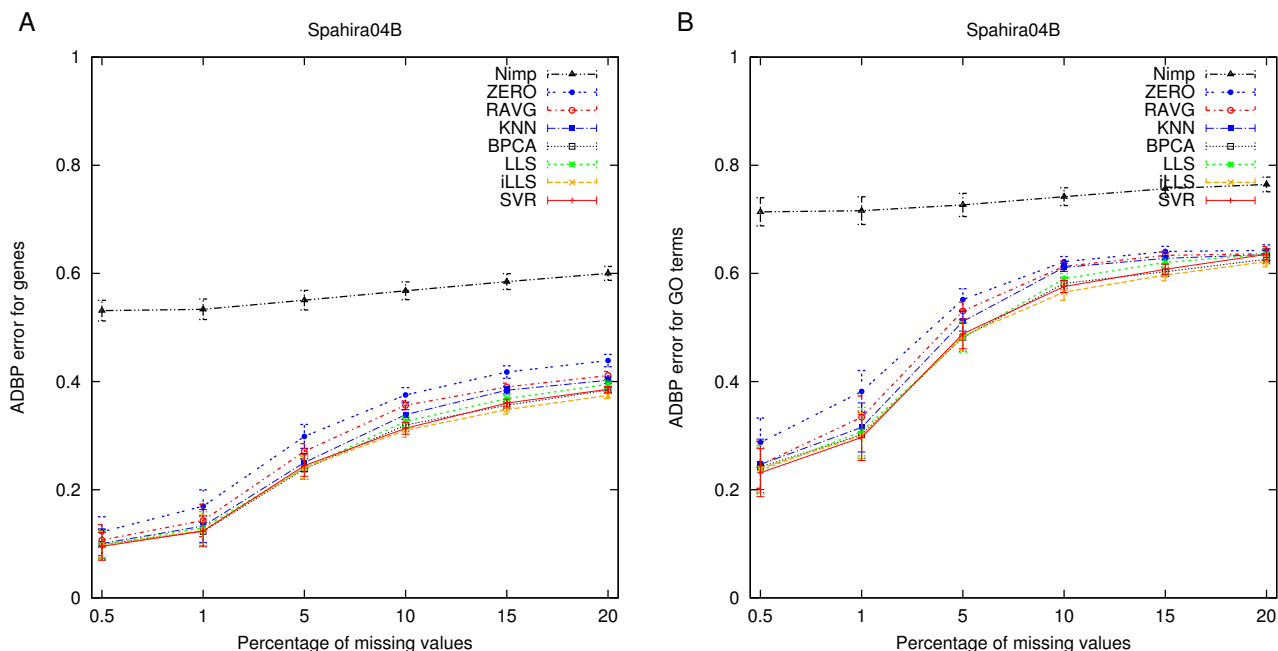 A
Spahira04B
1
0.8
0.6
0.4
0.2
0
ADBP error for genes
Nimp
ZERO
RAVG
KNN
BPCA
LLS
iLLS
SVR
0.5 1 5 10 15 20
Percentage of missing values
B
Spahira04B
1
0.8
0.6
0.4
0.2
0
ADBP error for GO terms
Nimp
ZERO
RAVG
KNN
BPCA
LLS
iLLS
SVR
0.5 1 5 10 15 20
Percentage of missing values